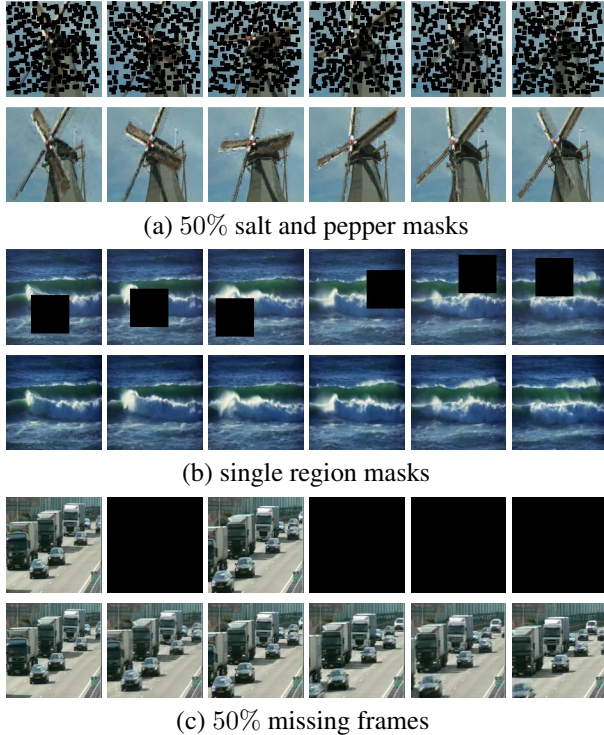 (a) 50% salt and pepper masks
(b) single region masks
(c) 50% missing frames